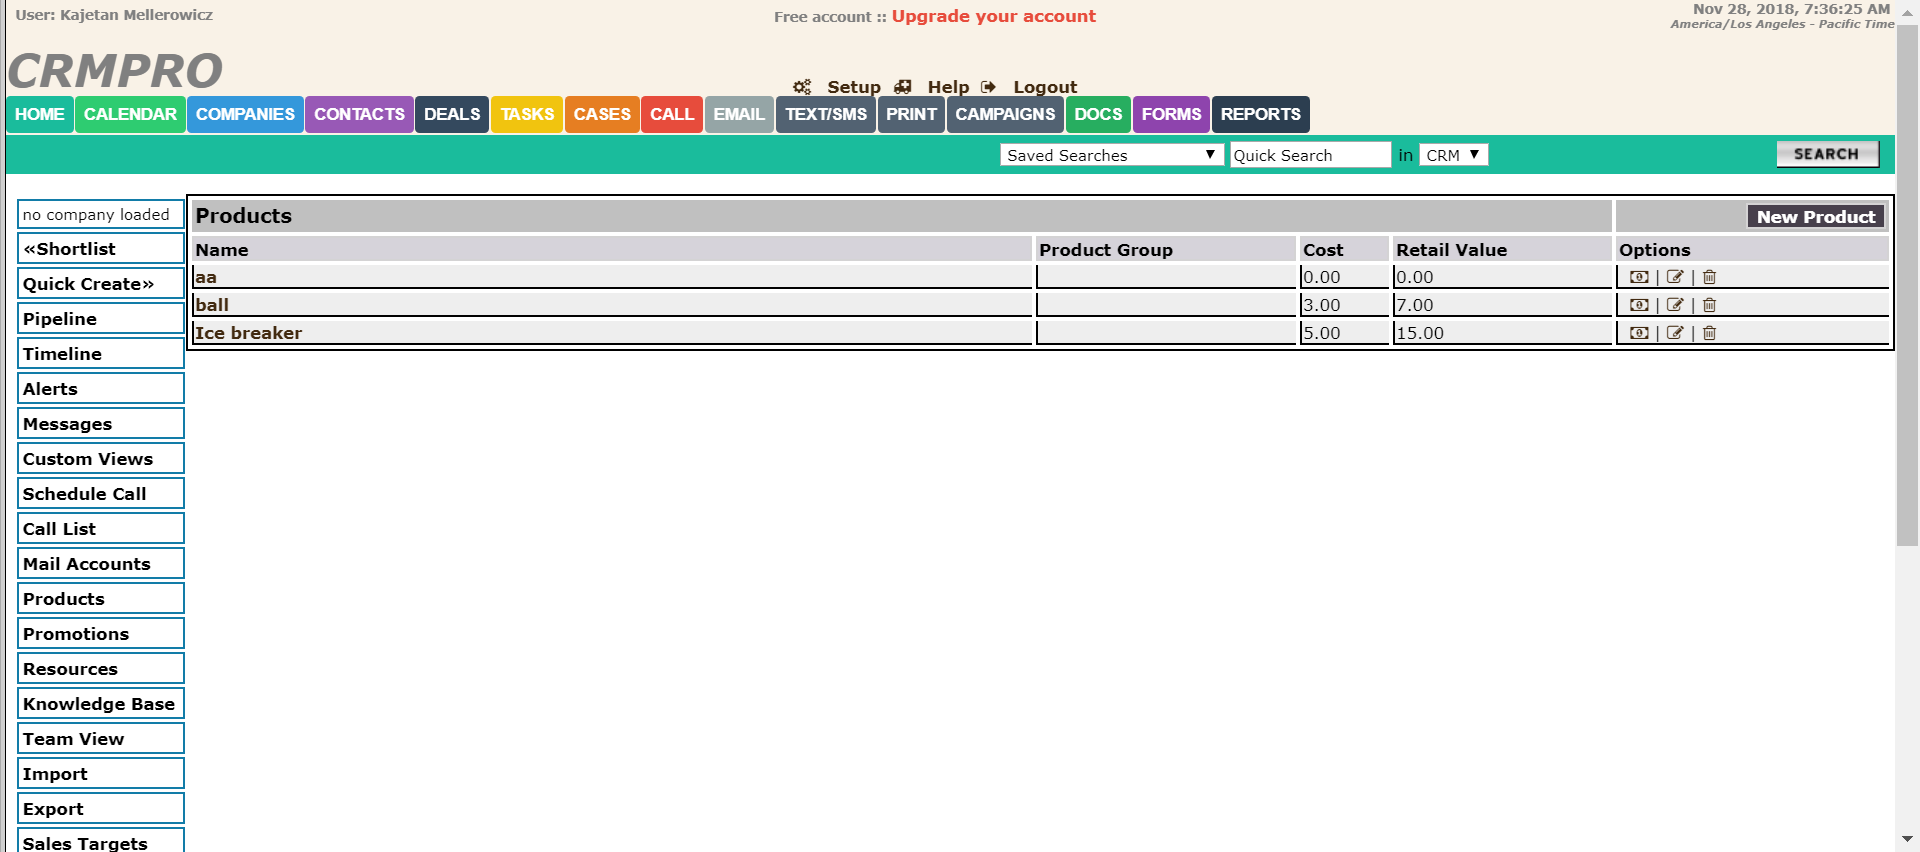 User: Kajetan Mellerowicz
Free account :: Upgrade your account
Nov 28, 2018, 7:36:25 AM
America/Los Angeles - Pacific Time
CRMPRO
Setup Help Logout
HOME CALENDAR COMPANIES CONTACTS DEALS TASKS CASES CALL EMAIL TEXT/SMS PRINT CAMPAIGNS DOCS FORMS REPORTS
Saved Searches Quick Search in CRM SEARCH
no company loaded
«Shortlist
Quick Create»
Pipeline
Timeline
Alerts
Messages
Custom Views
Schedule Call
Call List
Mail Accounts
Products
Promotions
Resources
Knowledge Base
Team View
Import
Export
Sales Targets
Products New Product
Name Product Group Cost Retail Value Options
aa 0.00 0.00 | |
ball 3.00 7.00 | |
Ice breaker 5.00 15.00 | |